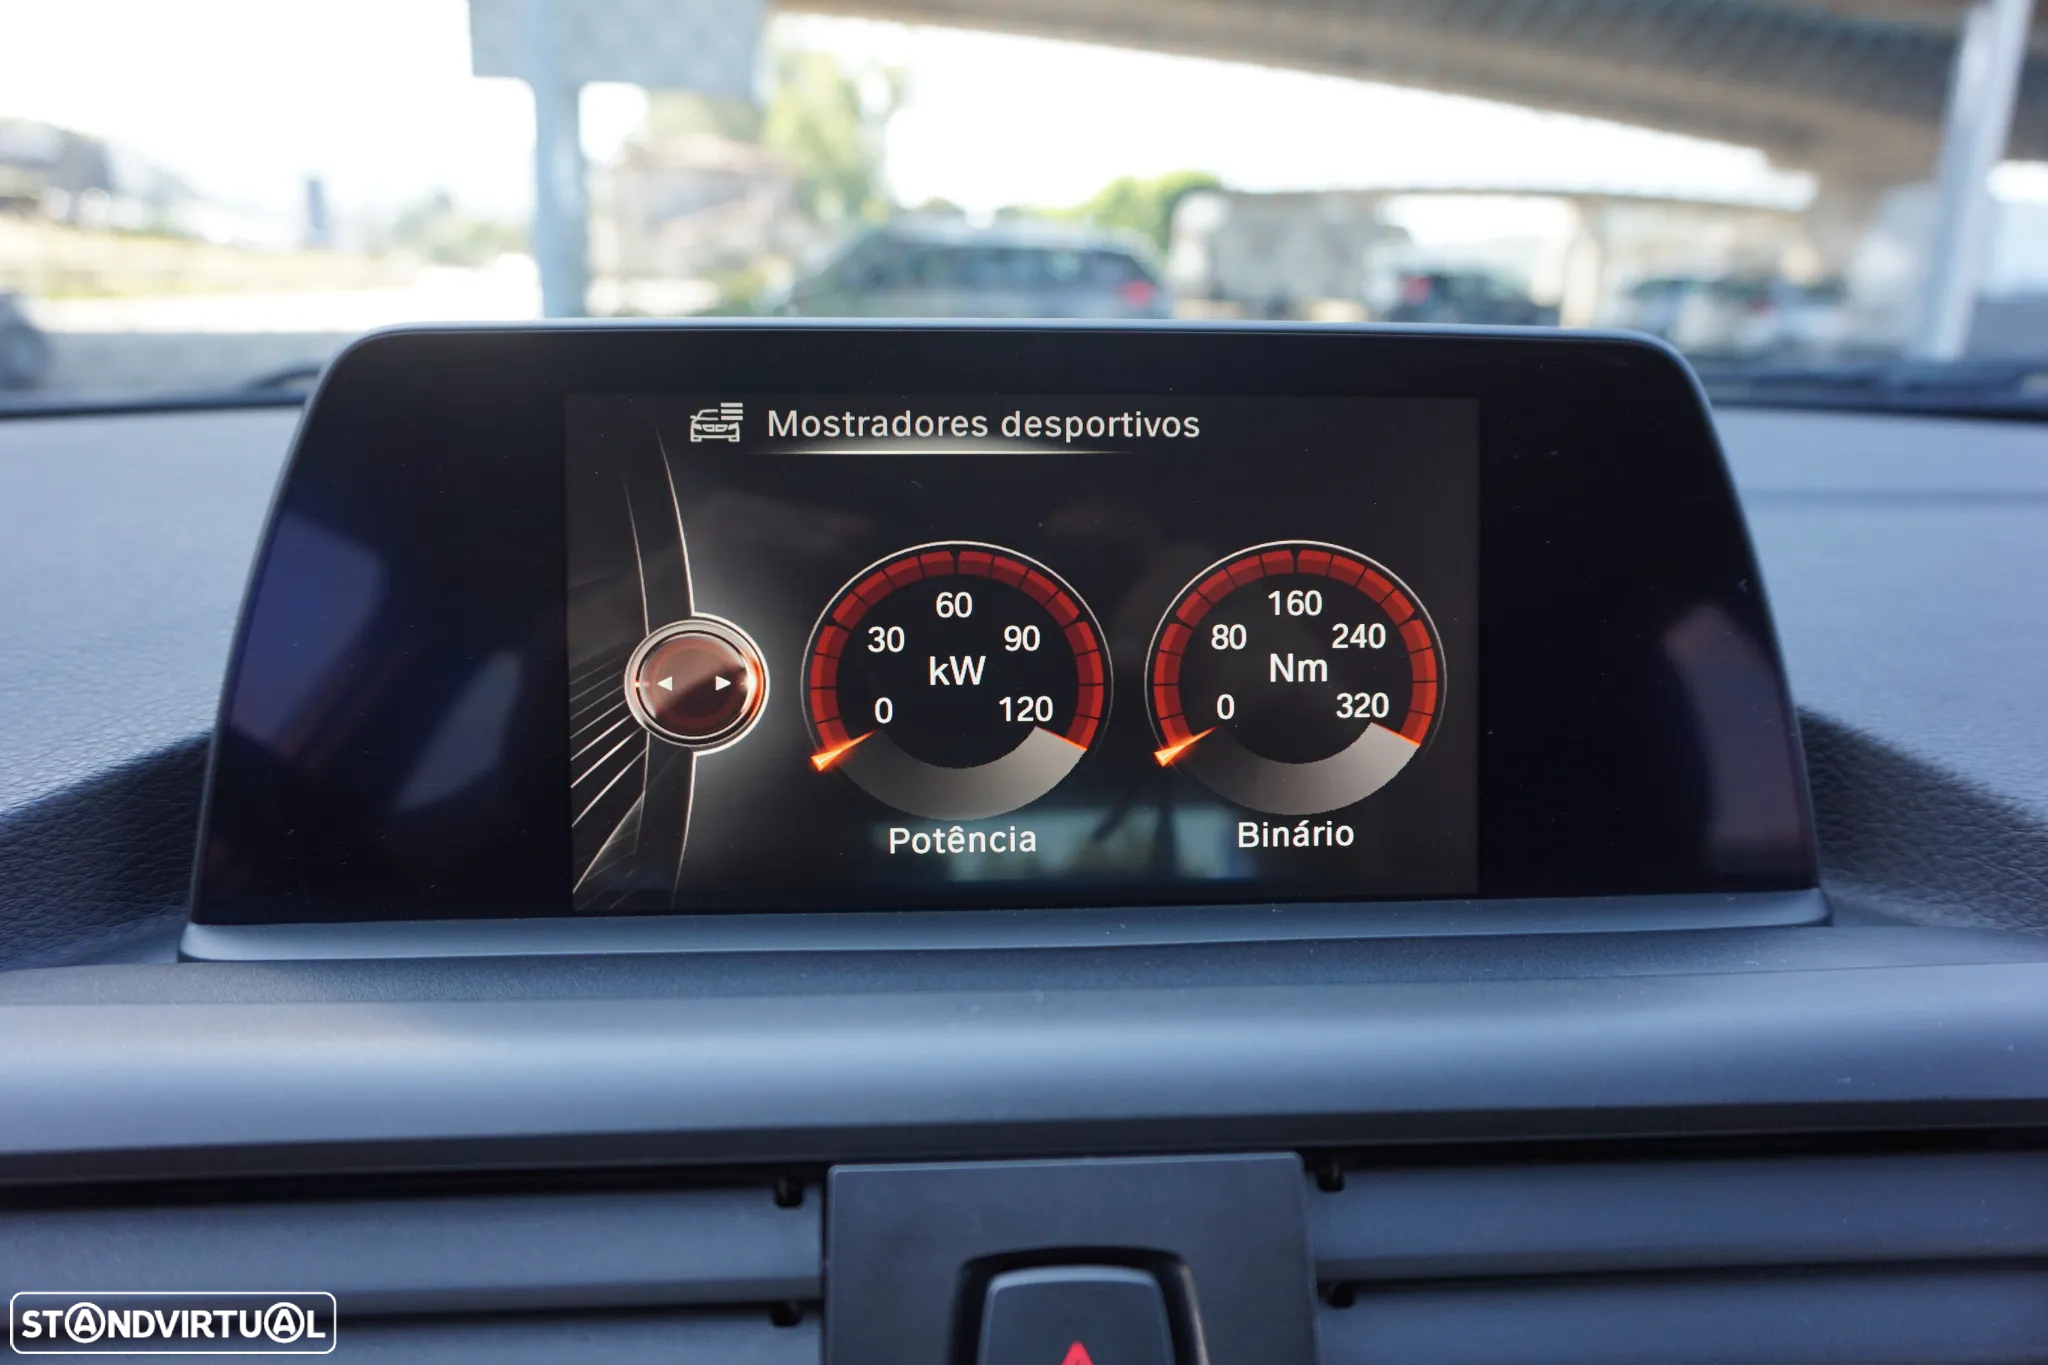 Mostradores desportivos
60
30
90
kW
0
120
Potência
160
80
240
Nm
0
320
Binário
STANDVIRTUAL